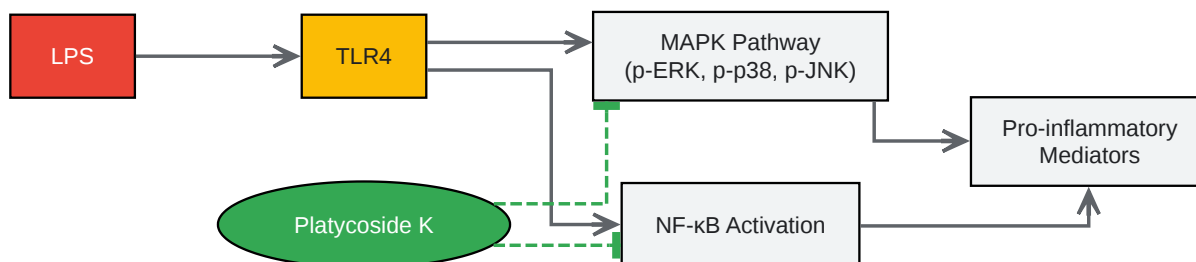 LPS
TLR4
MAPK Pathway
(p-ERK, p-p38, p-JNK)
Pro-inflammatory
Mediators
Platycoside K
NF-κB Activation